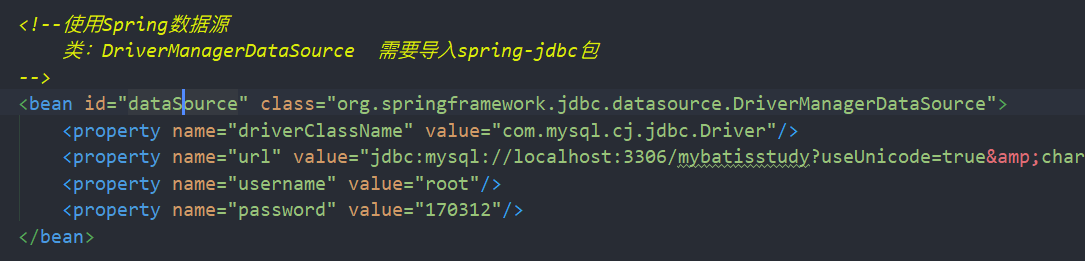 <!--使用Spring数据源
类：DriverManagerDataSource 需要导入spring-jdbc包
-->
<bean id="dataSource" class="org.springframework.jdbc.datasource.DriverManagerDataSource">
<property name="driverClassName" value="com.mysql.cj.jdbc.Driver"/>
<property name="url" value="jdbc:mysql://localhost:3306/mybatisstudy?useUnicode=true&amp;char
<property name="username" value="root"/>
<property name="password" value="170312"/>
</bean>